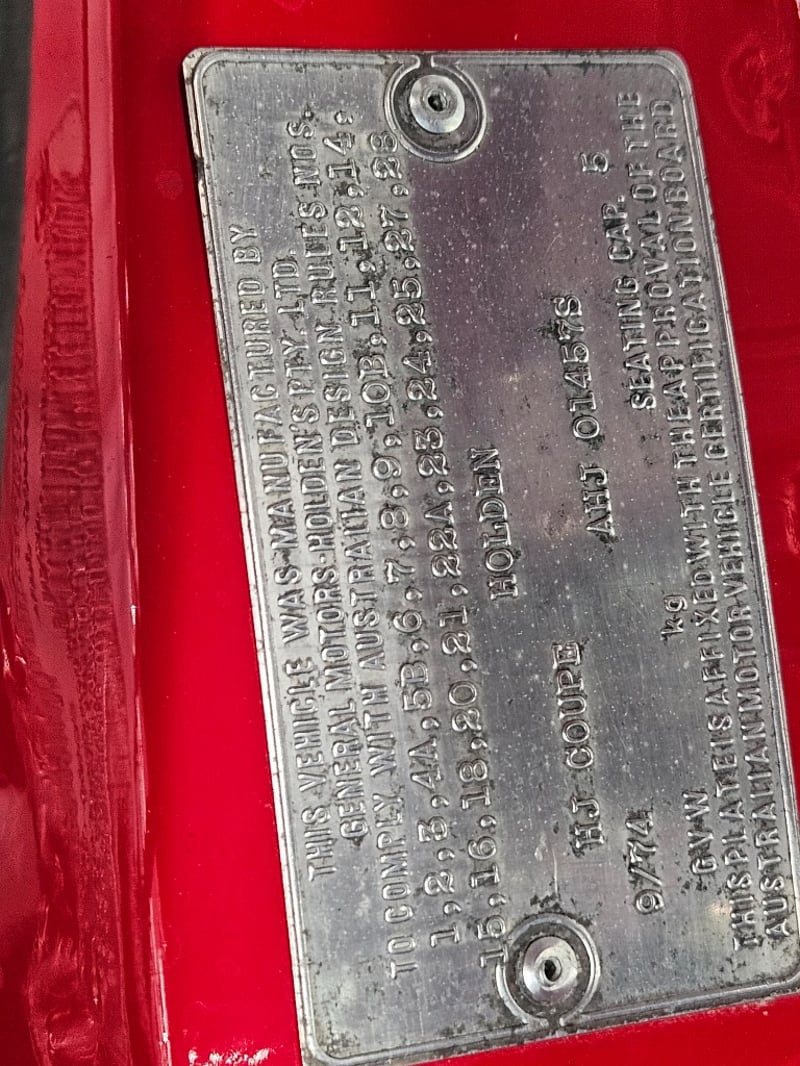 THIS VEHICLE WAS MANUFACTURED BY
GENERAL MOTORS-HOLDEN'S PTY. LTD.
TO COMPLY WITH AUSTRALIAN DESIGN RULES NOS.
1,2,3,4A,5B,6,7,8,9,10B,11,12,14,
15,16,18,20,21,22A,23,24,25,27,28
HOLDEN
HJ COUPE AHJ 01457S
9/74 SEATING CAP. 5
G V W kg
THIS PLATE IS AFFIXED WITH THE APPROVAL OF THE
AUSTRALIAN MOTOR VEHICLE CERTIFICATION BOARD